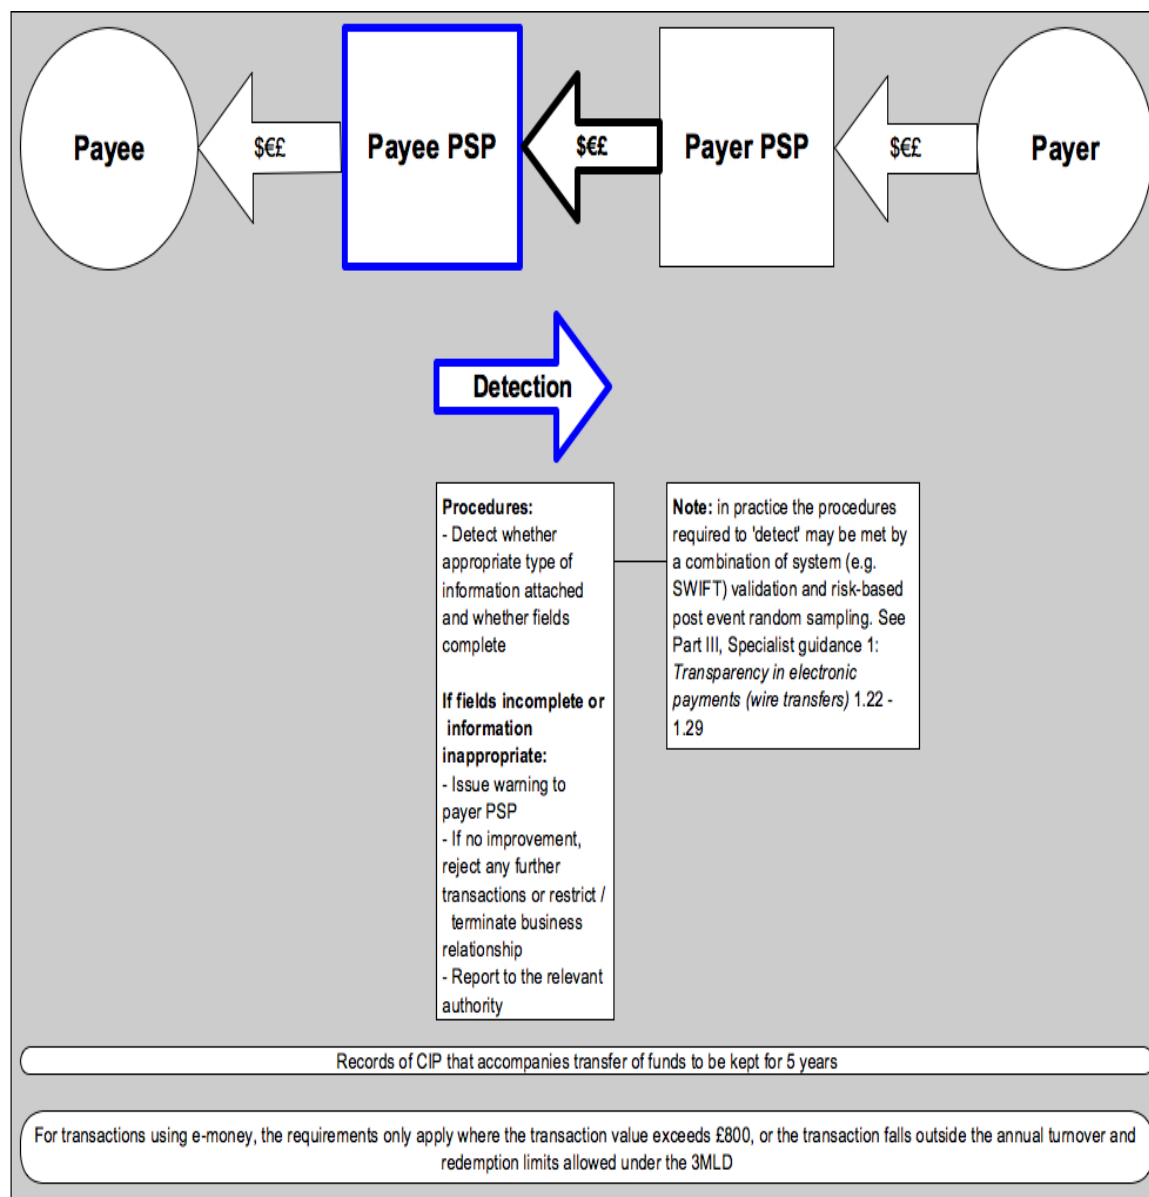 Payee
$€£
Payee PSP
$€£
Payer PSP
$€£
Payer
Detection
Procedures:
- Detect whether
appropriate type of
information attached
and whether fields
complete
If fields incomplete or
information
inappropriate:
- Issue warning to
payer PSP
- If no improvement,
reject any further
transactions or restrict /
terminate business
relationship
- Report to the relevant
authority
Note: in practice the procedures
required to 'detect' may be met by
a combination of system (e.g.
SWIFT) validation and risk-based
post event random sampling. See
Part III, Specialist guidance 1:
Transparency in electronic
payments (wire transfers) 1.22 -
1.29
Records of CIP that accompanies transfer of funds to be kept for 5 years
For transactions using e-money, the requirements only apply where the transaction value exceeds £800, or the transaction falls outside the annual turnover and
redemption limits allowed under the 3MLD